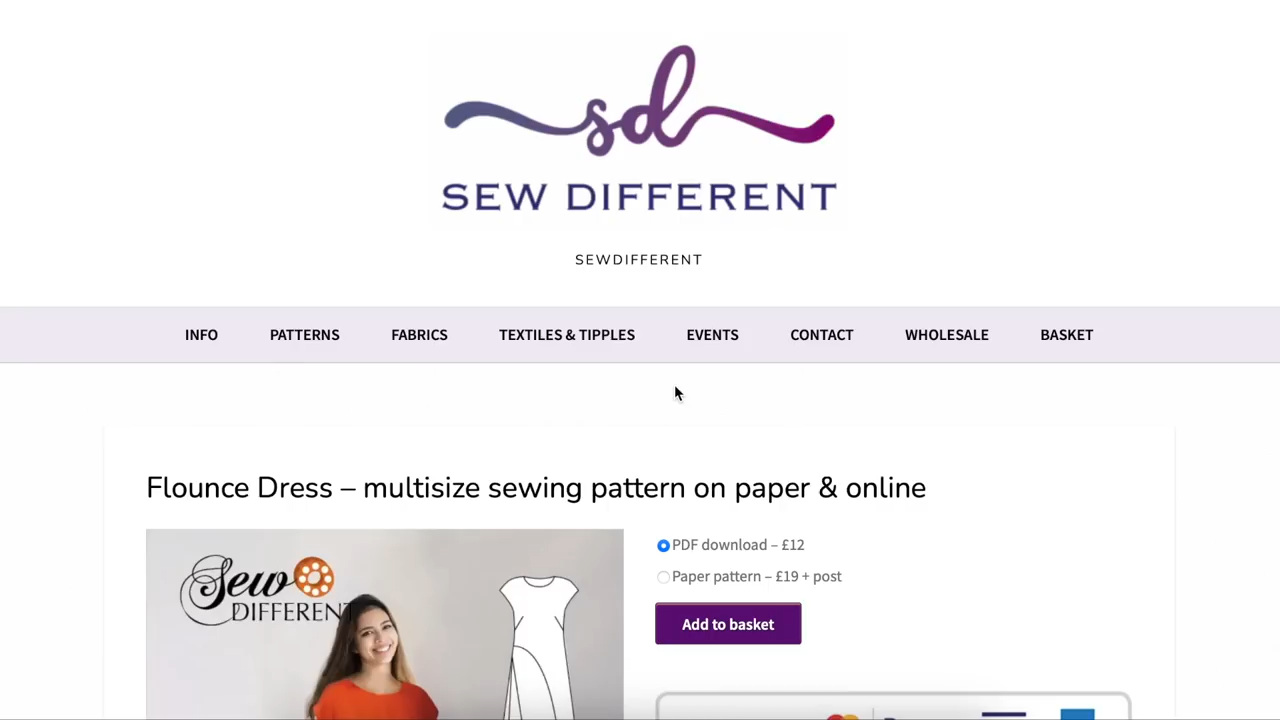 sd
SEW DIFFERENT
SEWDIFFERENT
INFO PATTERNS FABRICS TEXTILES & TIPPLES EVENTS CONTACT WHOLESALE BASKET
Flounce Dress – multisize sewing pattern on paper & online
Sew
DIFFERENT
PDF download – £12
Paper pattern – £19 + post
Add to basket